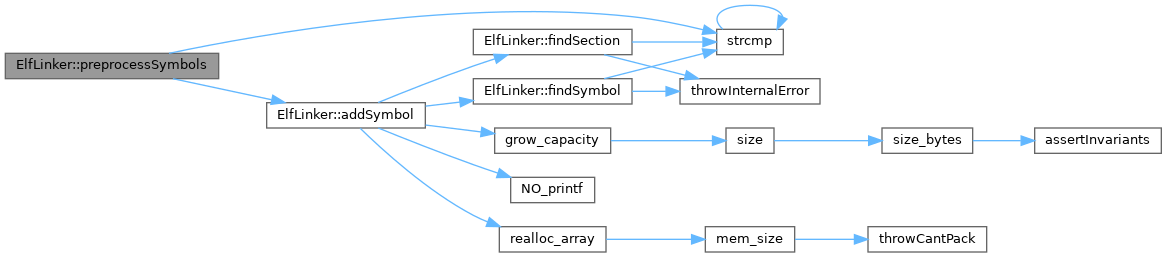 ElfLinker::preprocessSymbols
ElfLinker::addSymbol
ElfLinker::findSection
ElfLinker::findSymbol
grow_capacity
NO_printf
realloc_array
strcmp
throwInternalError
size
mem_size
size_bytes
throwCantPack
assertInvariants